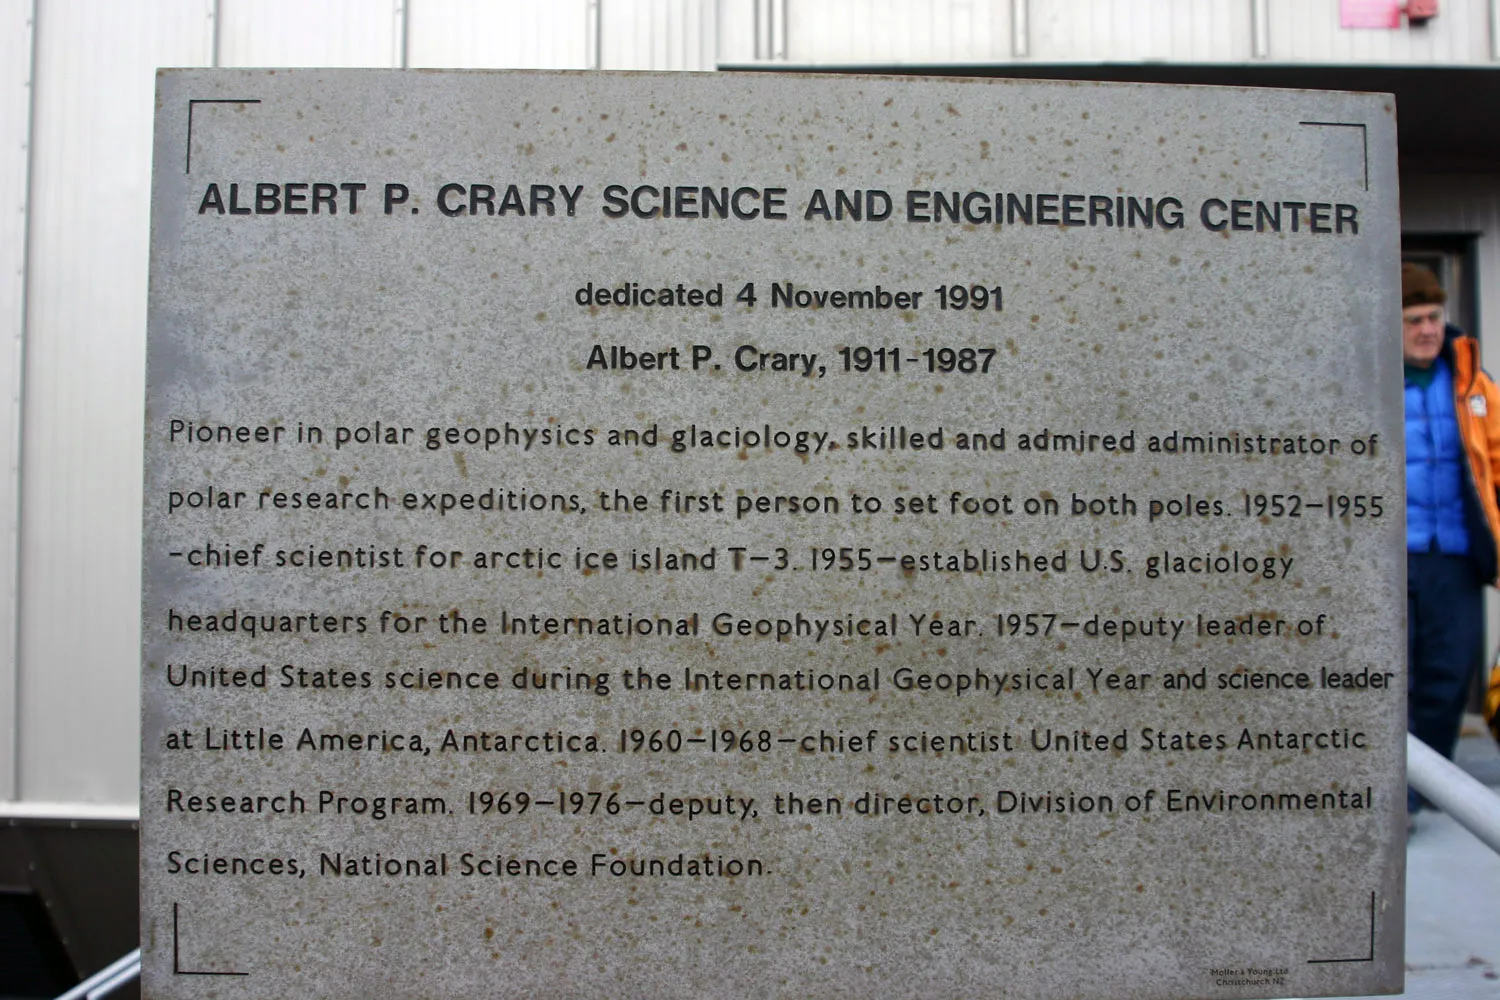 ALBERT P. CRARY SCIENCE AND ENGINEERING CENTER
dedicated 4 November 1991
Albert P. Crary, 1911-1987
Pioneer in polar geophysics and glaciology, skilled and admired administrator of
polar research expeditions, the first person to set foot on both poles. 1952–1955
–chief scientist for arctic ice island T–3. 1955–established U.S. glaciology
headquarters for the International Geophysical Year. 1957–deputy leader of
United States science during the International Geophysical Year and science leader
at Little America, Antarctica. 1960–1968–chief scientist United States Antarctic
Research Program. 1969–1976–deputy, then director, Division of Environmental
Sciences, National Science Foundation.
Moller & Young Ltd
Christchurch NZ